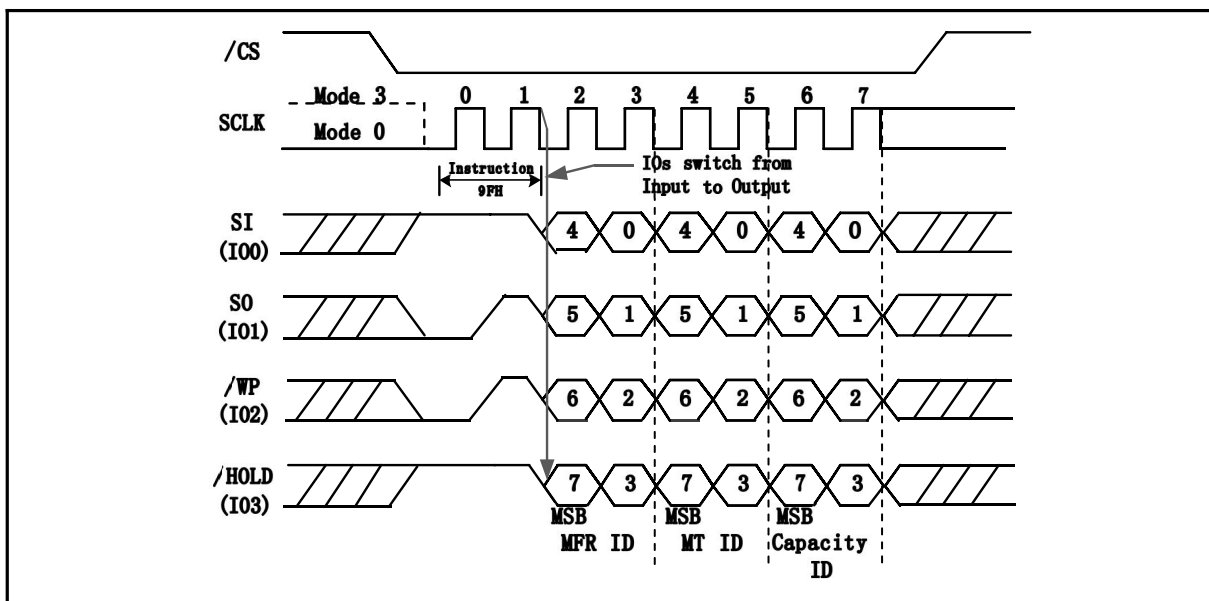 /CS
Mode 3 0 1 2 3 4 5 6 7
SCLK
Mode 0
Instruction
9FH
IOs switch from
Input to Output
SI
(IO0)
4 0 4 0 4 0
SO
(IO1)
5 1 5 1 5 1
/WP
(IO2)
6 2 6 2 6 2
/HOLD
(IO3)
7 3 7 3 7 3
MSB MSB MSB
MFR ID MT ID Capacity
ID